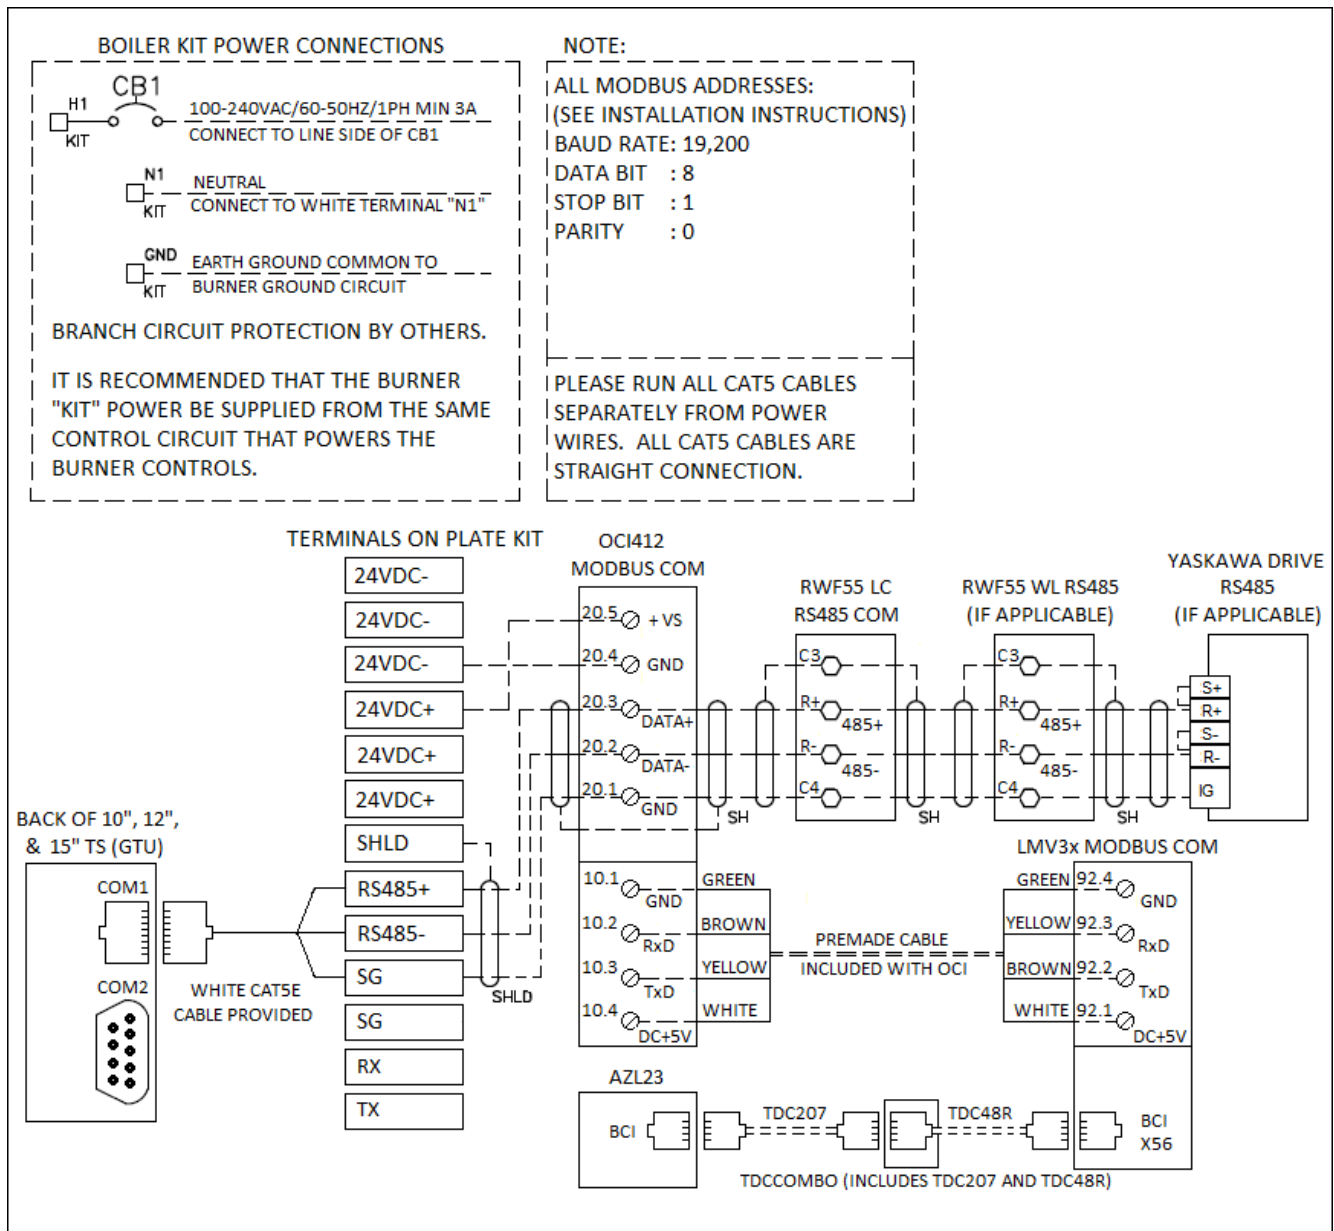 BOILER KIT POWER CONNECTIONS
CB1
H1
KIT
100-240VAC/60-50HZ/1PH MIN 3A
CONNECT TO LINE SIDE OF CB1
N1
KIT
NEUTRAL
CONNECT TO WHITE TERMINAL "N1"
GND
KIT
EARTH GROUND COMMON TO
BURNER GROUND CIRCUIT
BRANCH CIRCUIT PROTECTION BY OTHERS.
IT IS RECOMMENDED THAT THE BURNER
"KIT" POWER BE SUPPLIED FROM THE SAME
CONTROL CIRCUIT THAT POWERS THE
BURNER CONTROLS.
NOTE:
ALL MODBUS ADDRESSES:
(SEE INSTALLATION INSTRUCTIONS)
BAUD RATE: 19,200
DATA BIT : 8
STOP BIT : 1
PARITY : 0
PLEASE RUN ALL CAT5 CABLES
SEPARATELY FROM POWER
WIRES. ALL CAT5 CABLES ARE
STRAIGHT CONNECTION.
TERMINALS ON PLATE KIT
24VDC-
24VDC-
24VDC-
24VDC+
24VDC+
24VDC+
SHLD
RS485+
RS485-
SG
SG
RX
TX
SHLD
BACK OF 10", 12",
& 15" TS (GTU)
COM1
COM2
WHITE CAT5E
CABLE PROVIDED
OCI412
MODBUS COM
20.5
+ VS
20.4
GND
20.3
DATA+
20.2
DATA-
20.1
GND
SH
10.1
GND
GREEN
10.2
RxD
BROWN
10.3
TxD
YELLOW
10.4
DC+5V
WHITE
PREMADE CABLE
INCLUDED WITH OCI
RWF55 LC
RS485 COM
C3
R+
485+
R-
485-
C4
SH
RWF55 WL RS485
(IF APPLICABLE)
C3
R+
485+
R-
485-
C4
SH
YASKAWA DRIVE
RS485
(IF APPLICABLE)
S+
R+
S-
R-
IG
LMV3x MODBUS COM
GREEN
92.4
GND
YELLOW
92.3
RxD
BROWN
92.2
TxD
WHITE
92.1
DC+5V
AZL23
BCI
TDC207
TDC48R
BCI
X56
TDCCOMBO (INCLUDES TDC207 AND TDC48R)